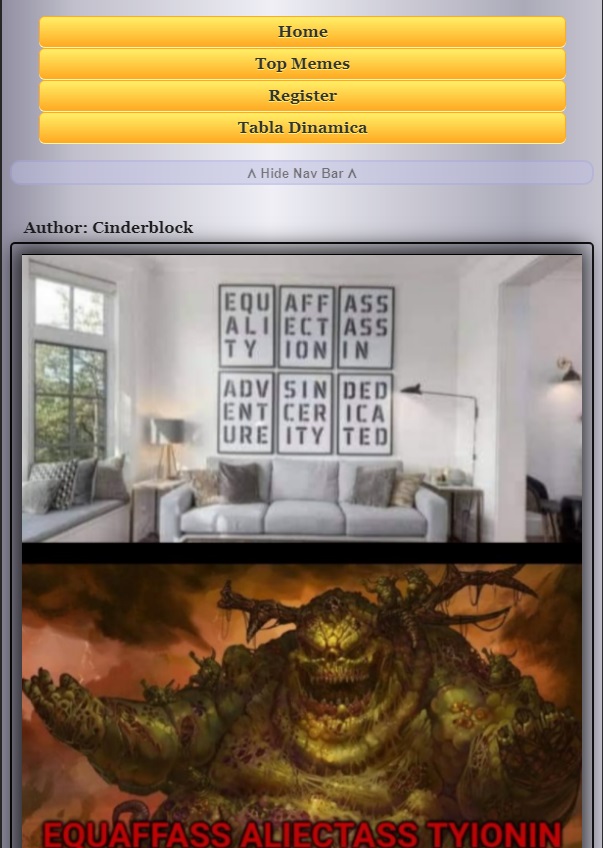 Home
Top Memes
Register
Tabla Dinamica
Λ Hide Nav Bar Λ
Author: Cinderblock
EQU AFF ASS
ALI ECT ASS
TY ION IN
ADV SIN DED
ENT CER ICA
URE ITY TED
EQUAFFASS ALIECTASS TYIONIN